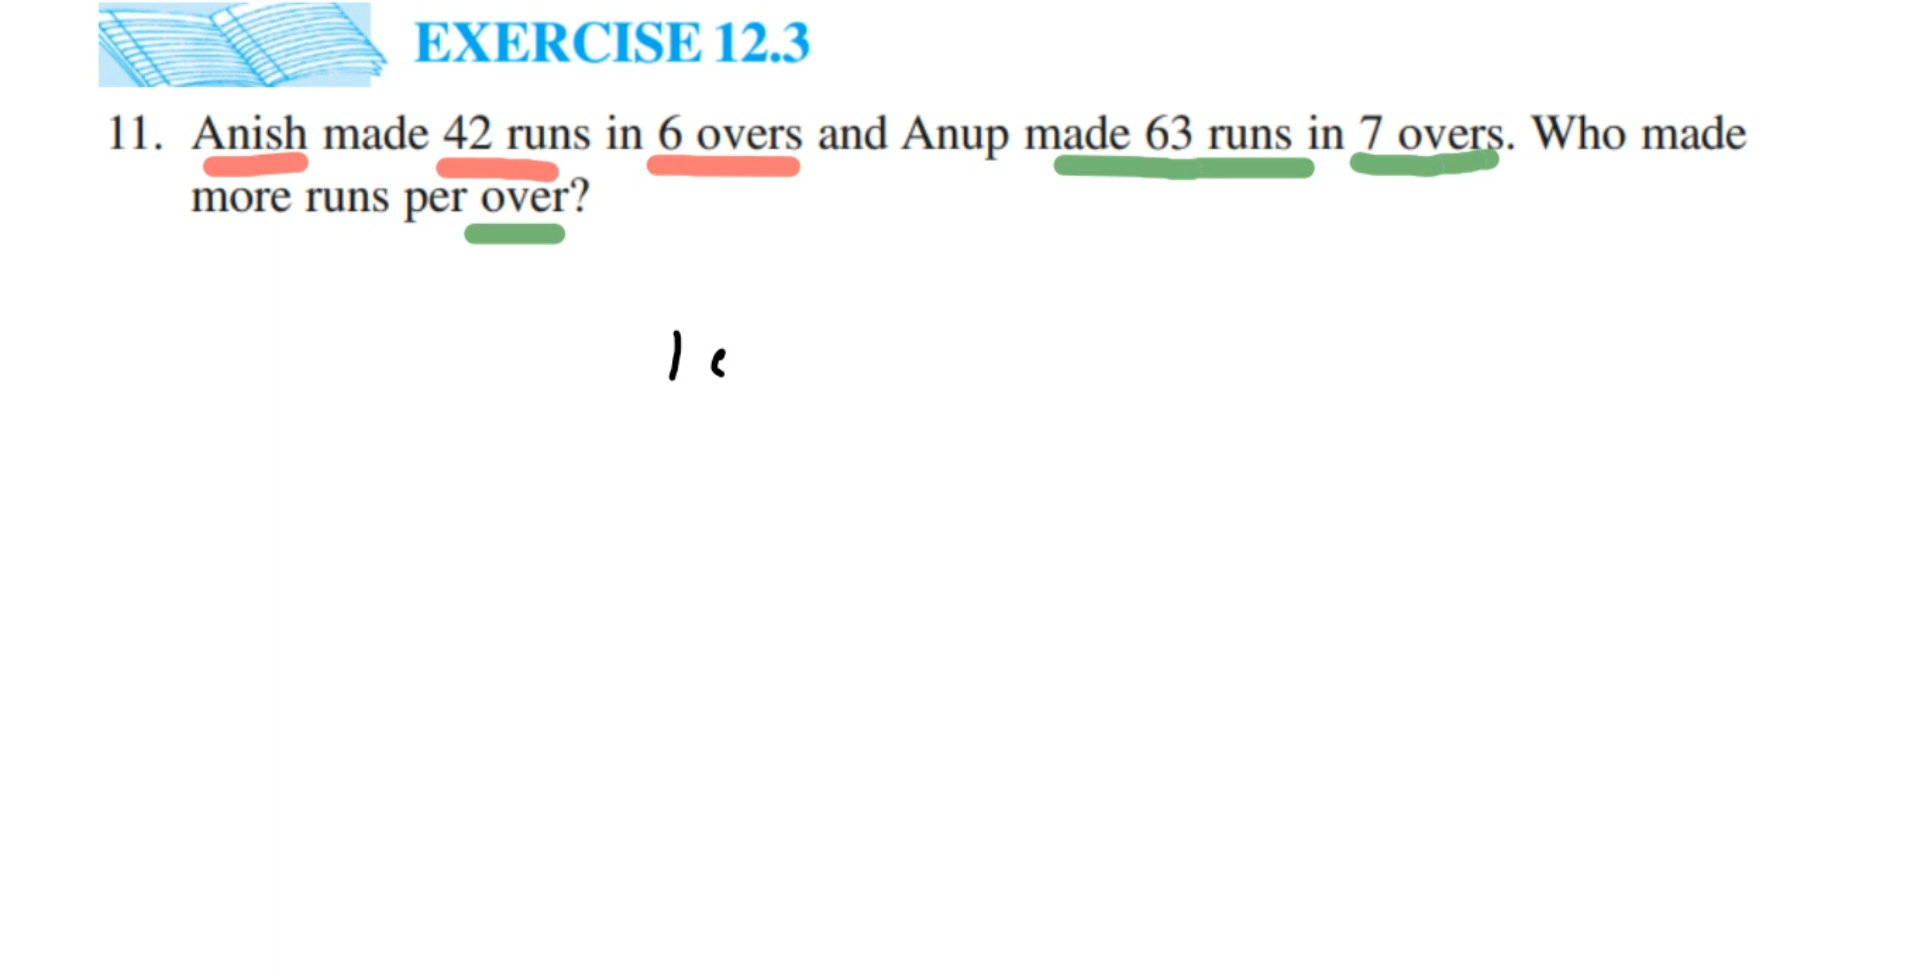 EXERCISE 12.3
11. Anish made 42 runs in 6 overs and Anup made 63 runs in 7 overs. Who made
more runs per over?
1